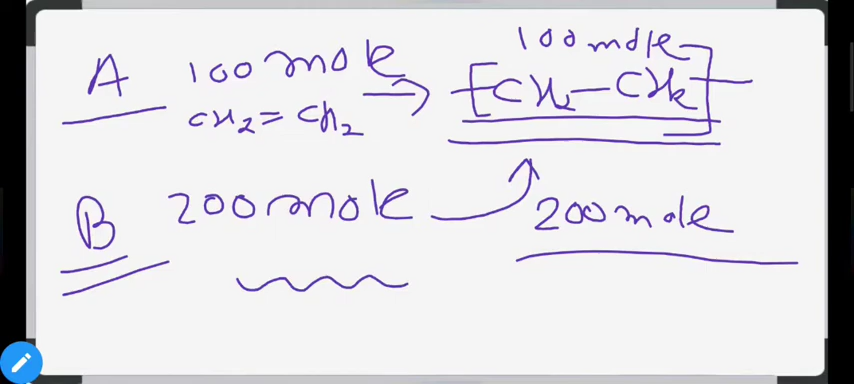 100 mole
A 100 mole → [CH2-CH2]
CH2 = CH2
B 200 mole 200 mole